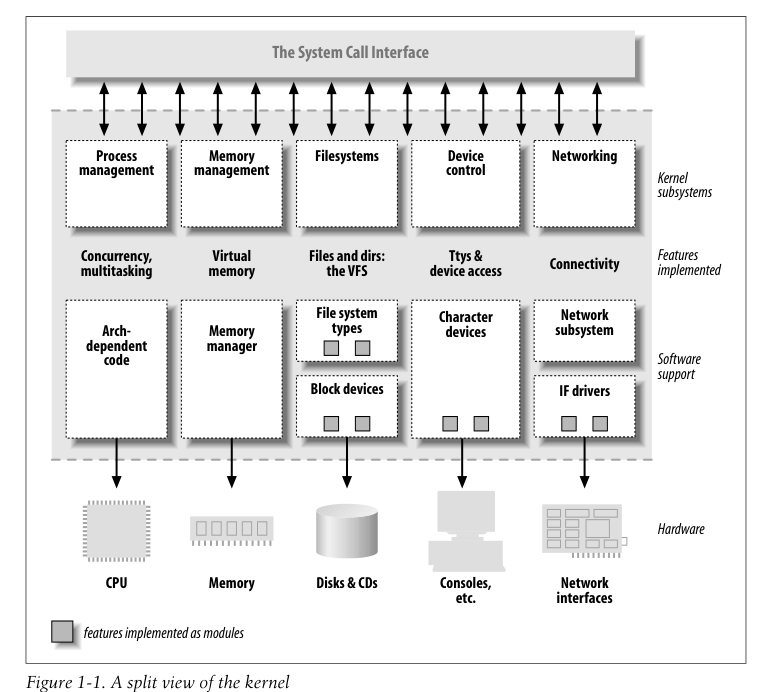 The System Call Interface
Process
management
Memory
management
Filesystems
Device
control
Networking
Kernel
subsystems
Concurrency,
multitasking
Virtual
memory
Files and dirs:
the VFS
Ttys &
device access
Connectivity
Features
implemented
Arch-
dependent
code
Memory
manager
File system
types
Block devices
Character
devices
Network
subsystem
IF drivers
Software
support
Hardware
CPU
Memory
Disks & CDs
Consoles,
etc.
Network
interfaces
features implemented as modules
Figure 1-1. A split view of the kernel